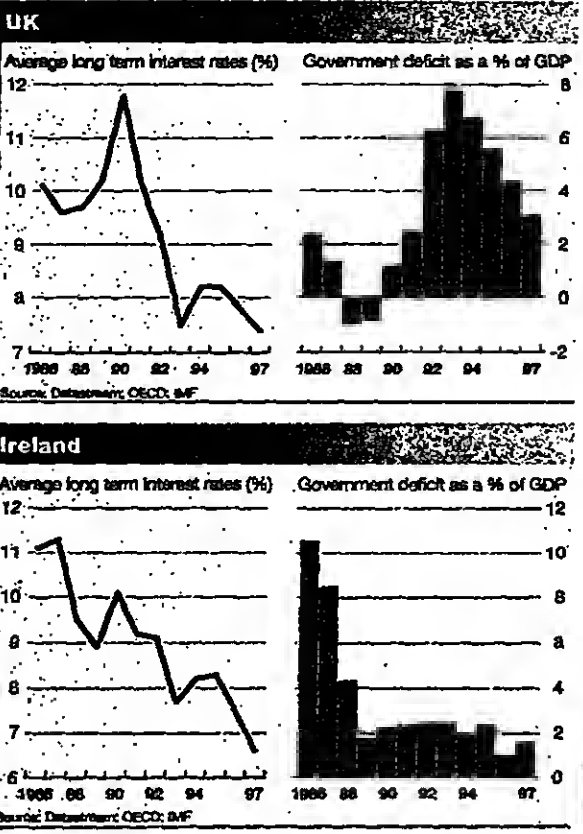 UK
Average long term interest rates (%)
Government deficit as a % of GDP
12
11
10
9
8
7
8
6
4
2
0
-2
1986 88 90 92 94 97
1986 88 90 92 94 97
Source: Datastream; OECD; IMF
Ireland
Average long term interest rates (%)
Government deficit as a % of GDP
12
11
10
9
8
7
6
12
10
8
6
4
2
0
1986 88 90 92 94 97
1986 88 90 92 94 97
Source: Datastream; OECD; IMF